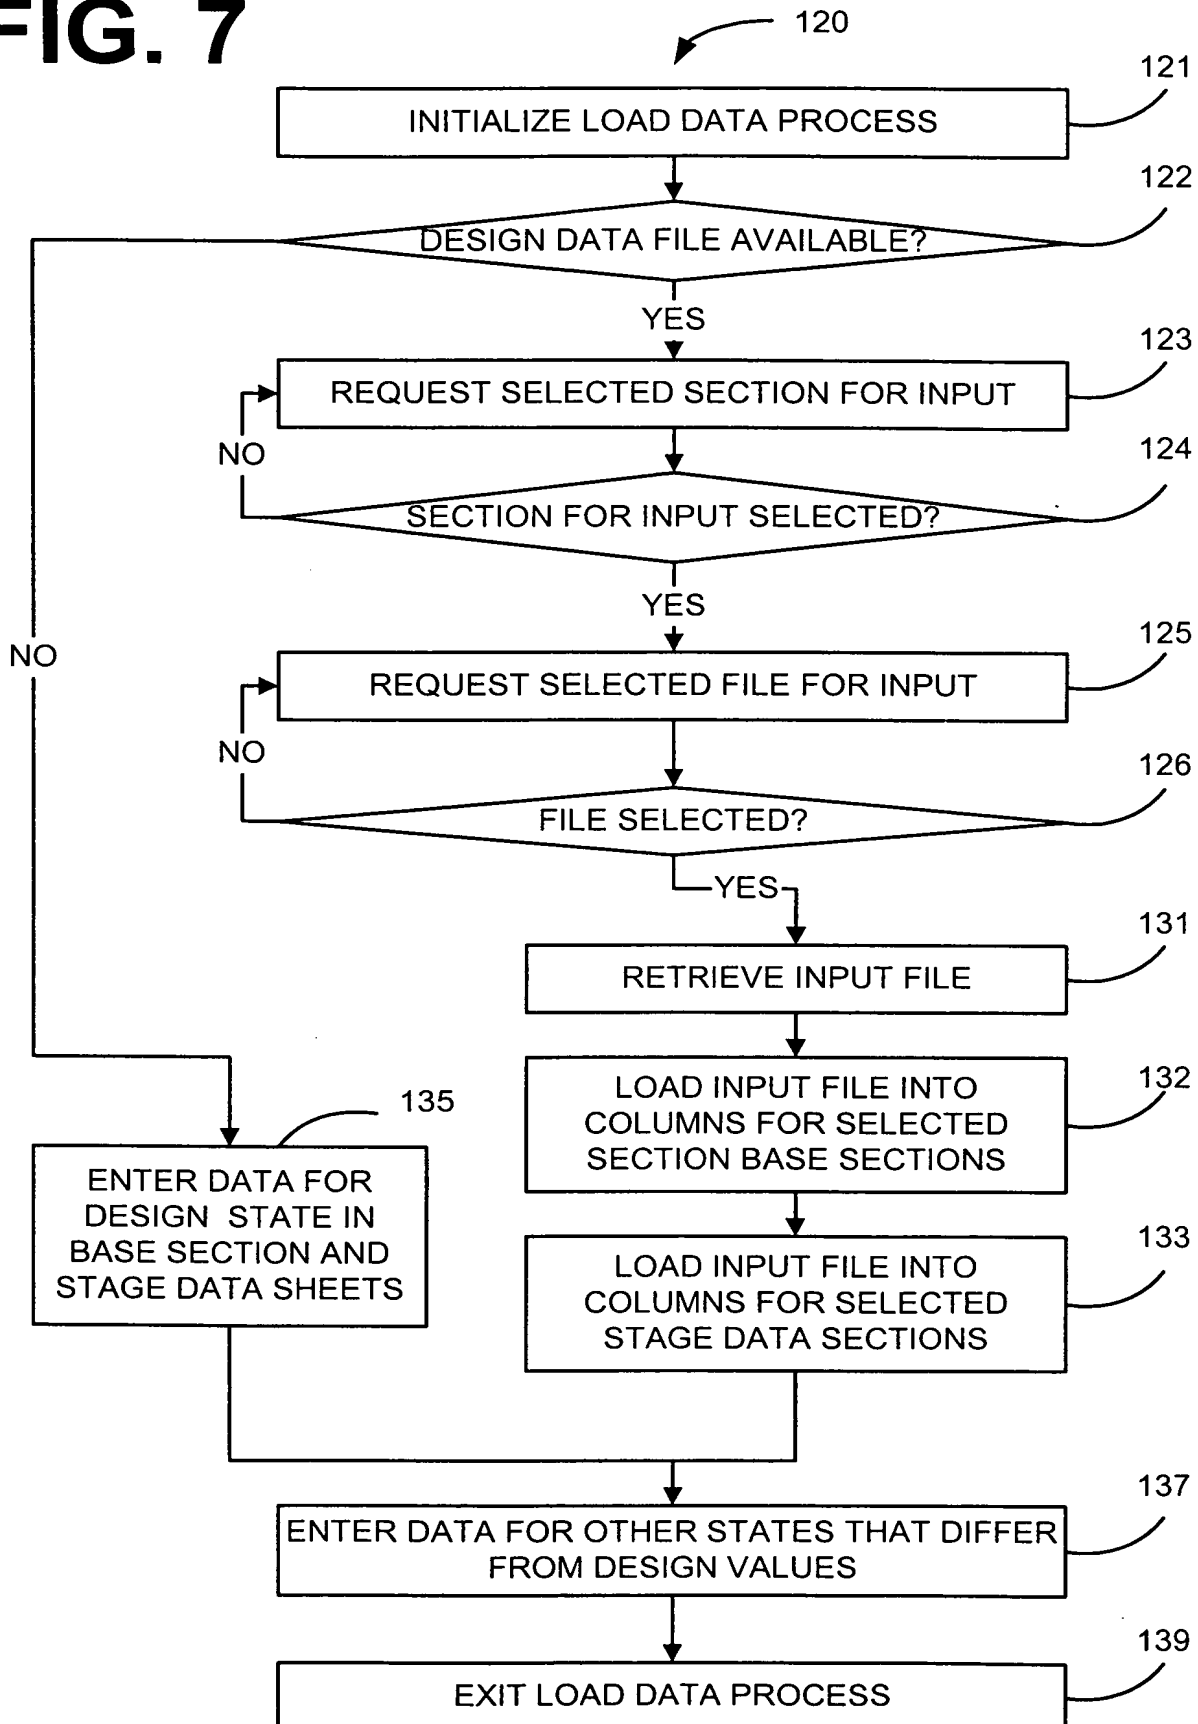 FIG. 7
120
121
INITIALIZE LOAD DATA PROCESS
122
DESIGN DATA FILE AVAILABLE?
YES
123
REQUEST SELECTED SECTION FOR INPUT
NO
124
SECTION FOR INPUT SELECTED?
YES
NO
125
REQUEST SELECTED FILE FOR INPUT
NO
126
FILE SELECTED?
YES
131
RETRIEVE INPUT FILE
132
LOAD INPUT FILE INTO
COLUMNS FOR SELECTED
SECTION BASE SECTIONS
135
ENTER DATA FOR
DESIGN STATE IN
BASE SECTION AND
STAGE DATA SHEETS
133
LOAD INPUT FILE INTO
COLUMNS FOR SELECTED
STAGE DATA SECTIONS
137
ENTER DATA FOR OTHER STATES THAT DIFFER
FROM DESIGN VALUES
139
EXIT LOAD DATA PROCESS